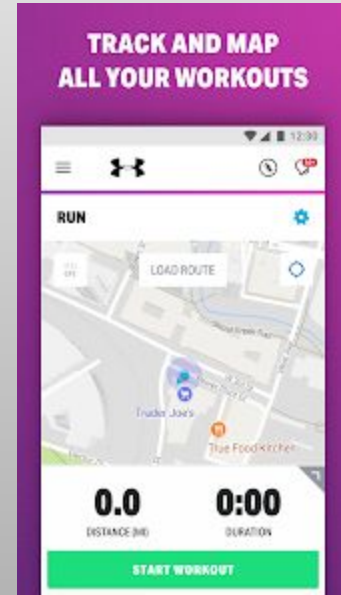 TRACK AND MAP
ALL YOUR WORKOUTS
12:30
RUN
LOAD ROUTE
Trader Joe's
True Food Kitchen
0.0
0:00
DISTANCE (MI)
DURATION
START WORKOUT